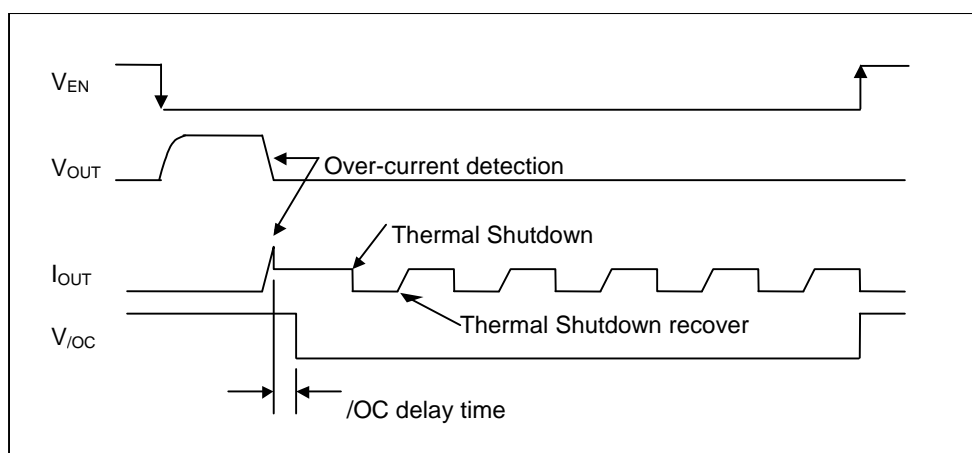 VEN
VOUT
Over-current detection
Thermal Shutdown
IOUT
Thermal Shutdown recover
V/OC
/OC delay time